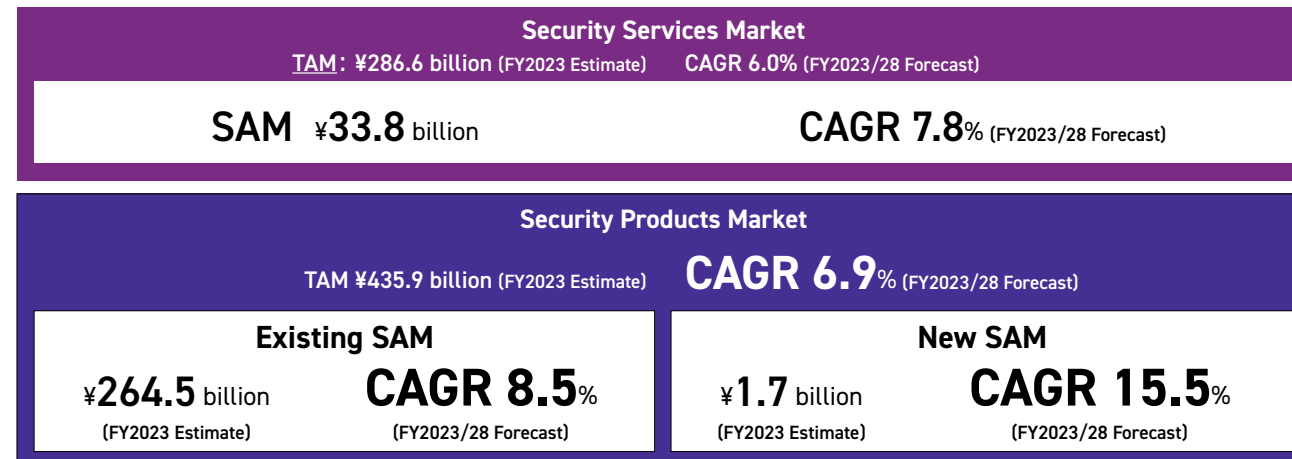 Security Services Market
TAM: ¥286.6 billion (FY2023 Estimate) CAGR 6.0% (FY2023/28 Forecast)
SAM ¥33.8 billion CAGR 7.8% (FY2023/28 Forecast)
Security Products Market
TAM ¥435.9 billion (FY2023 Estimate) CAGR 6.9% (FY2023/28 Forecast)
Existing SAM
¥264.5 billion CAGR 8.5%
(FY2023 Estimate) (FY2023/28 Forecast)
New SAM
¥1.7 billion CAGR 15.5%
(FY2023 Estimate) (FY2023/28 Forecast)